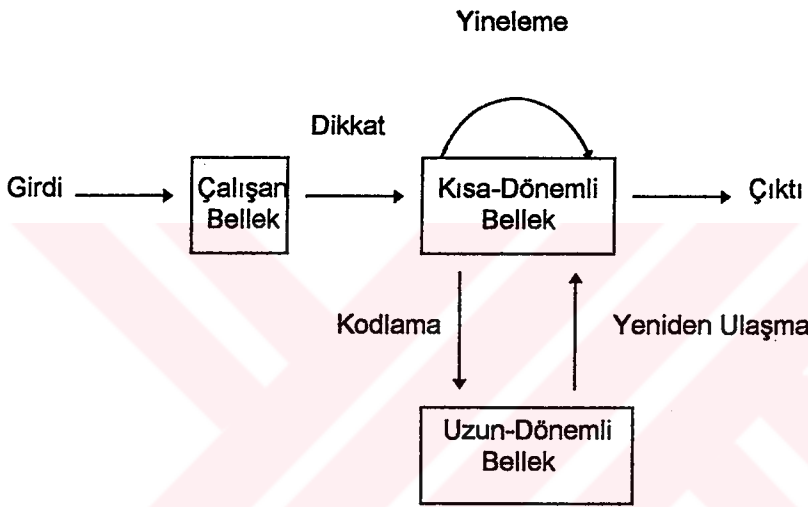 Yineleme
Dikkat
Girdi
Çalışan
Bellek
Kısa-Dönemli
Bellek
Çıktı
Kodlama
Yeniden Ulaşma
Uzun-Dönemli
Bellek